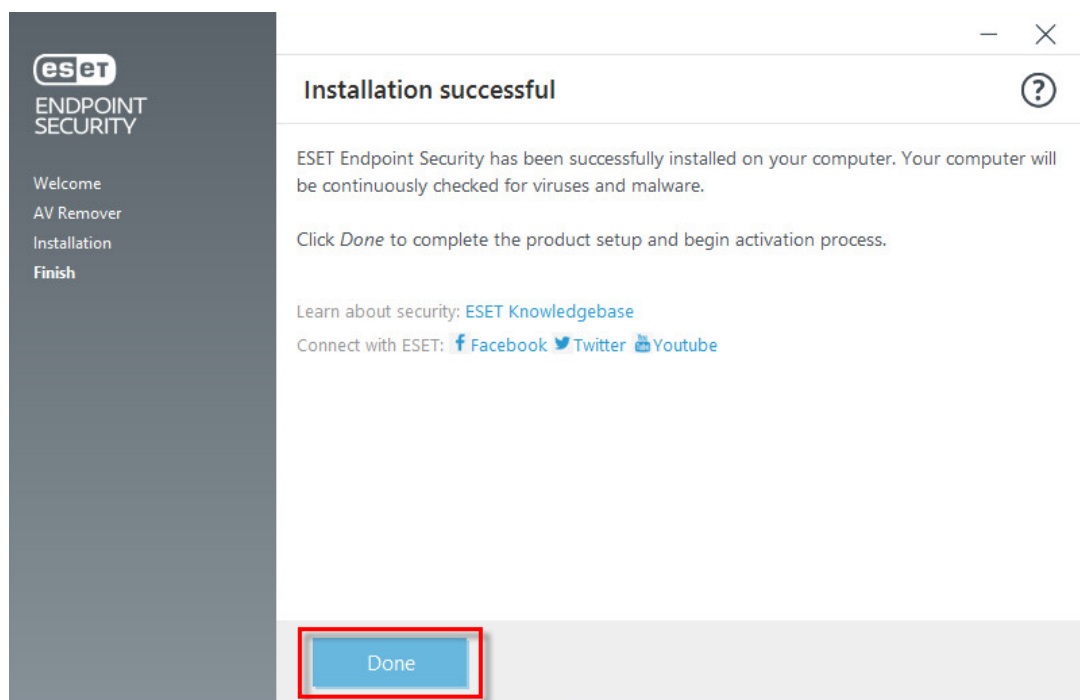 eset
ENDPOINT
SECURITY
Welcome
AV Remover
Installation
Finish
Installation successful
?
ESET Endpoint Security has been successfully installed on your computer. Your computer will
be continuously checked for viruses and malware.
Click Done to complete the product setup and begin activation process.
Learn about security: ESET Knowledgebase
Connect with ESET: Facebook Twitter Youtube
Done